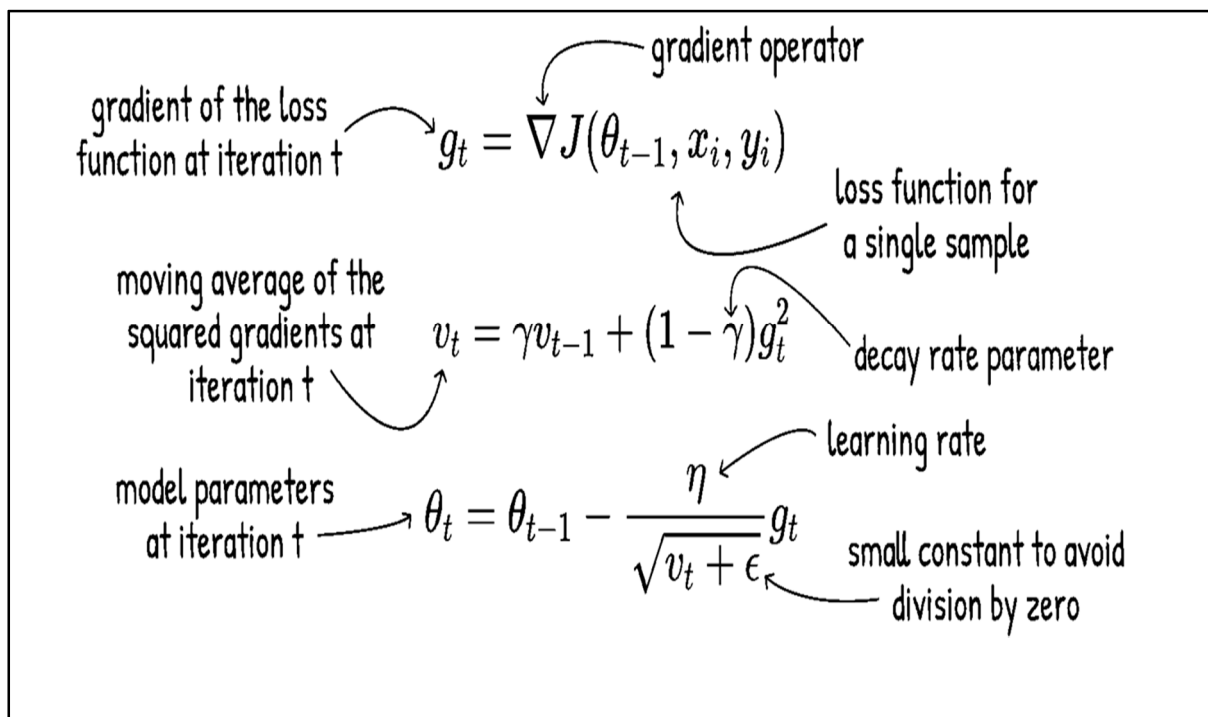 gradient operator
gradient of the loss
function at iteration t
g_t = ∇J(θ_{t−1}, x_i, y_i)
loss function for
a single sample
moving average of the
squared gradients at
iteration t
v_t = γv_{t−1} + (1 − γ)g_t^2
decay rate parameter
learning rate
model parameters
at iteration t
θ_t = θ_{t−1} − \frac{η}{\sqrt{v_t + ϵ}} g_t
small constant to avoid
division by zero